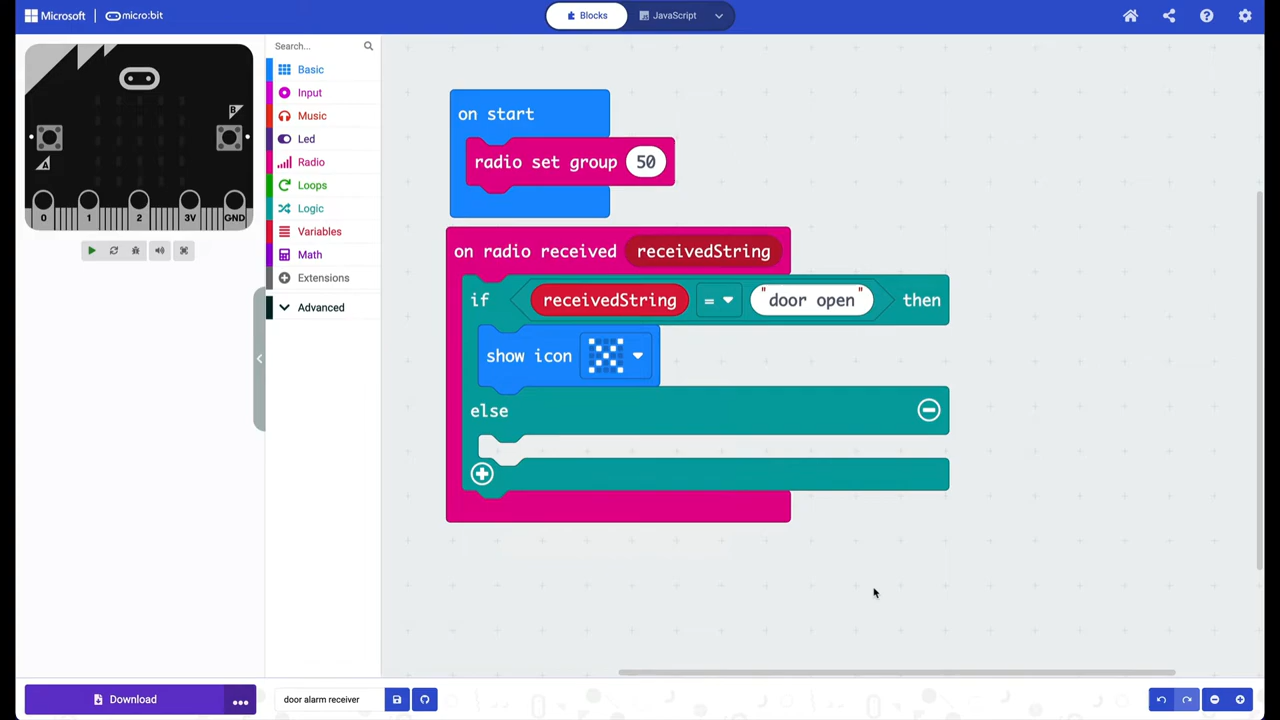 Microsoft | micro:bit
Blocks
JavaScript
Search...
Basic
Input
Music
Led
Radio
Loops
Logic
Variables
Math
Extensions
Advanced
A
B
0 1 2 3V GND
on start
radio set group 50
on radio received receivedString
if receivedString = "door open" then
show icon
else
Download
door alarm receiver